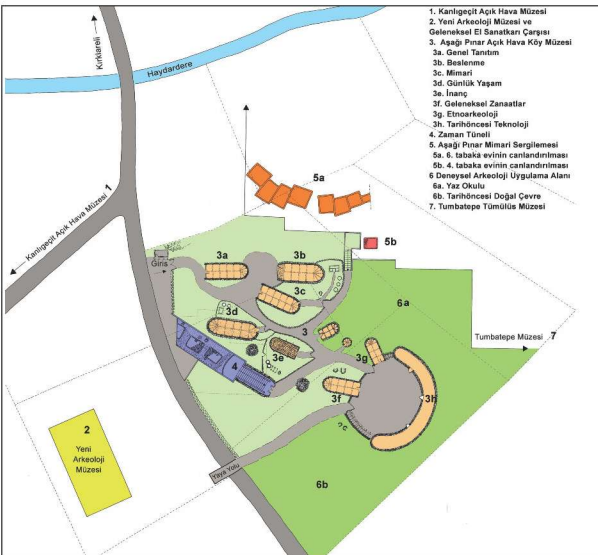 1. Kanlıgeçit Açık Hava Müzesi
2. Yeni Arkeoloji Müzesi ve
Geleneksel El Sanatkarı Çarşısı
3. Aşağı Pınar Açık Hava Köy Müzesi
3a. Genel Tanıtım
3b. Beslenme
3c. Mimari
3d. Günlük Yaşam
3e. İnanç
3f. Geleneksel Zanaatlar
3g. Etnoarkeoloji
3h. Tarihöncesi Teknoloji
4. Zaman Tüneli
5. Aşağı Pınar Mimari Sergilemesi
5a. 6. tabaka evinin canlandırılması
5b. 4. tabaka evinin canlandırılması
6 Deneysel Arkeoloji Uygulama Alanı
6a. Yaz Okulu
6b. Tarihöncesi Doğal Çevre
7. Tumbatepe Tümülüs Müzesi
Kırklareli
Haydardere
Kanlıgeçit Açık Hava Müzesi 1
5a
5b
Giriş
3a
3b
3c
3d
3
3e
4
3f
3g
3h
6a
Tumbatepe Müzesi 7
2
Yeni
Arkeoloji
Müzesi
Yaya Yolu
6b